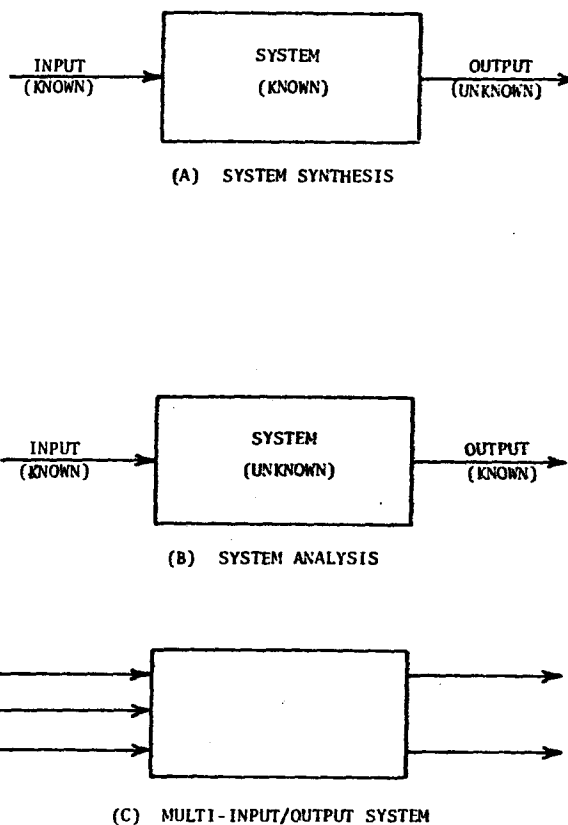 INPUT
(KNOWN)
SYSTEM
(KNOWN)
OUTPUT
(UNKNOWN)
(A) SYSTEM SYNTHESIS
INPUT
(KNOWN)
SYSTEM
(UNKNOWN)
OUTPUT
(KNOWN)
(B) SYSTEM ANALYSIS
(C) MULTI-INPUT/OUTPUT SYSTEM